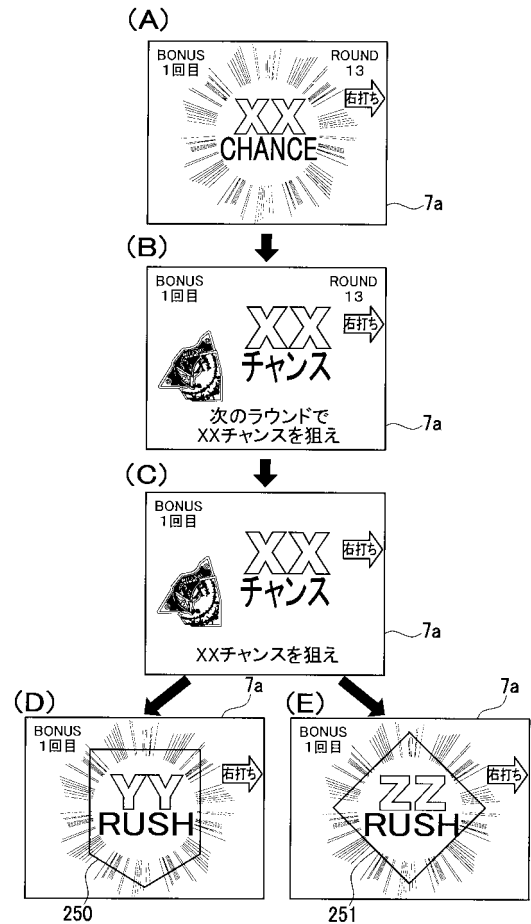 (A)
BONUS
1回目
ROUND
13
右打ち
XX
CHANCE
7a
(B)
BONUS
1回目
ROUND
13
右打ち
XX
チャンス
次のラウンドで
XXチャンスを狙え
7a
(C)
BONUS
1回目
右打ち
XX
チャンス
XXチャンスを狙え
7a
(D)
7a
BONUS
1回目
右打ち
YY
RUSH
250
(E)
7a
BONUS
1回目
右打ち
ZZ
RUSH
251